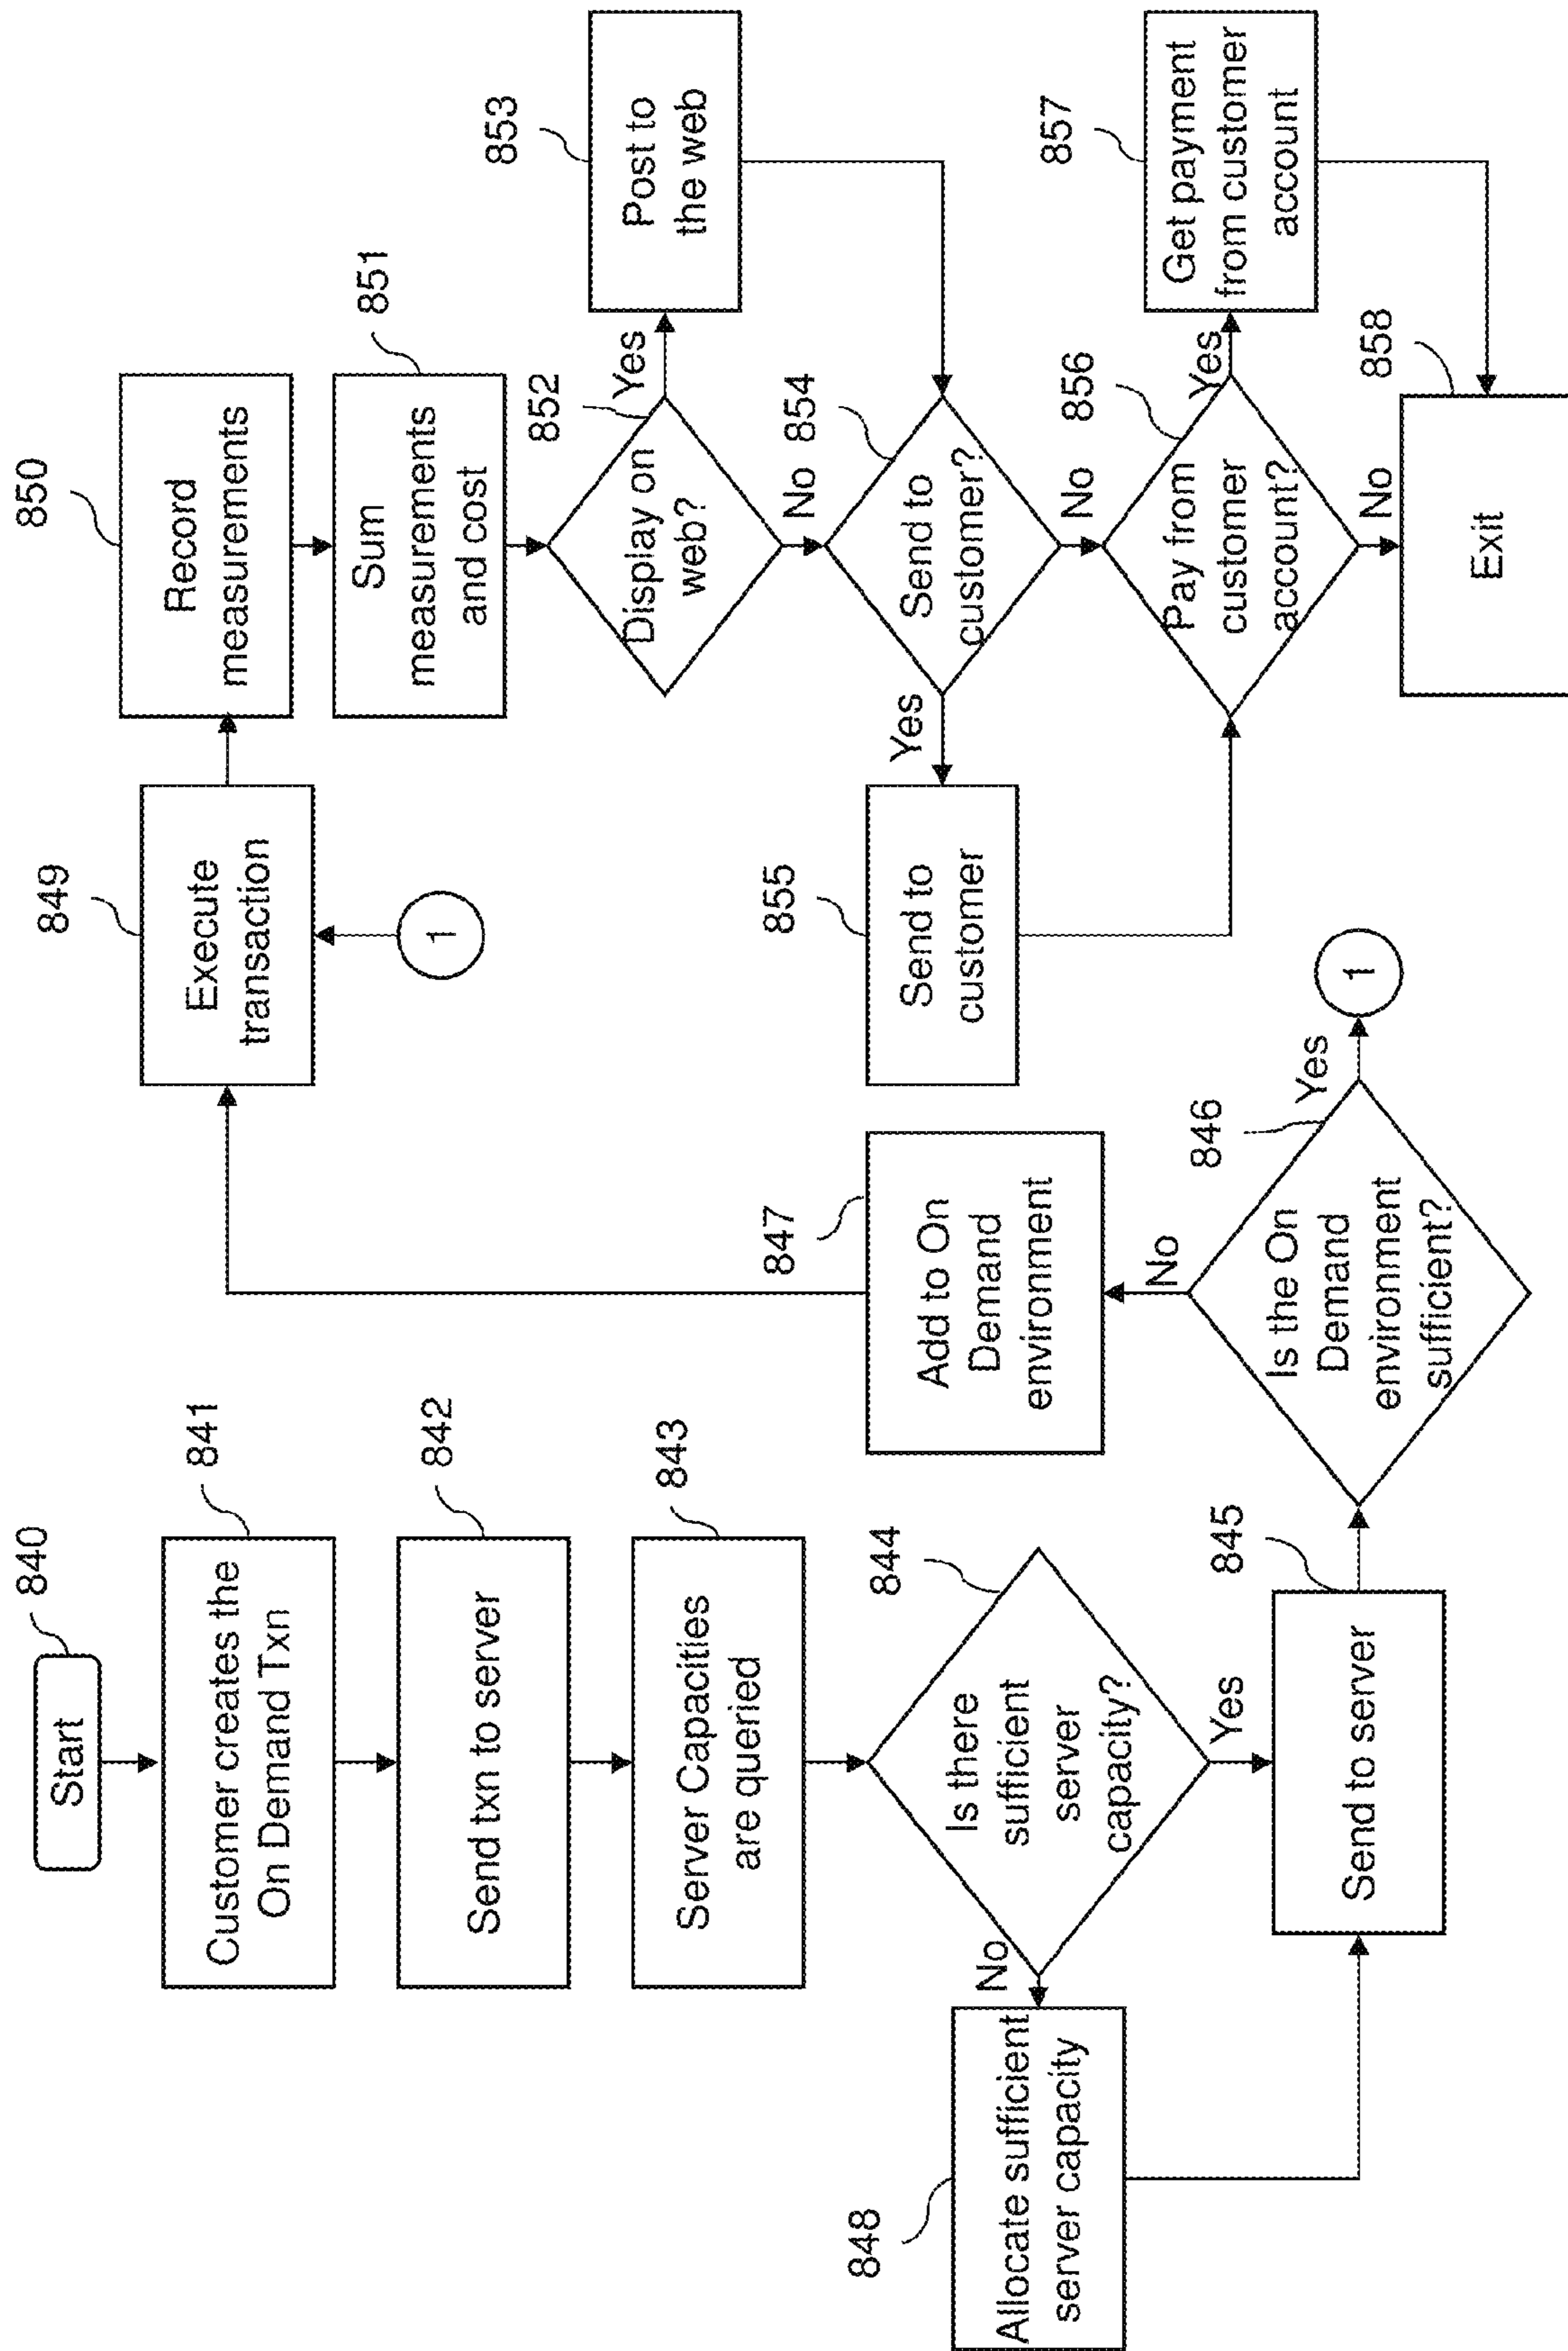 840
Start
841
Customer creates the
On Demand Txn
842
Send txn to server
843
Server Capacities
are queried
844
Is there
sufficient
server
capacity?
No
Yes
848
Allocate sufficient
server capacity
845
Send to server
846
Is the On
Demand
environment
sufficient?
No
Yes
1
847
Add to On
Demand
environment
849
Execute
transaction
1
850
Record
measurements
851
Sum
measurements
and cost
852
Display on
web?
Yes
No
853
Post to
the web
854
Send to
customer?
Yes
No
855
Send to
customer
856
Pay from
customer
account?
Yes
No
857
Get payment
from customer
account
858
Exit